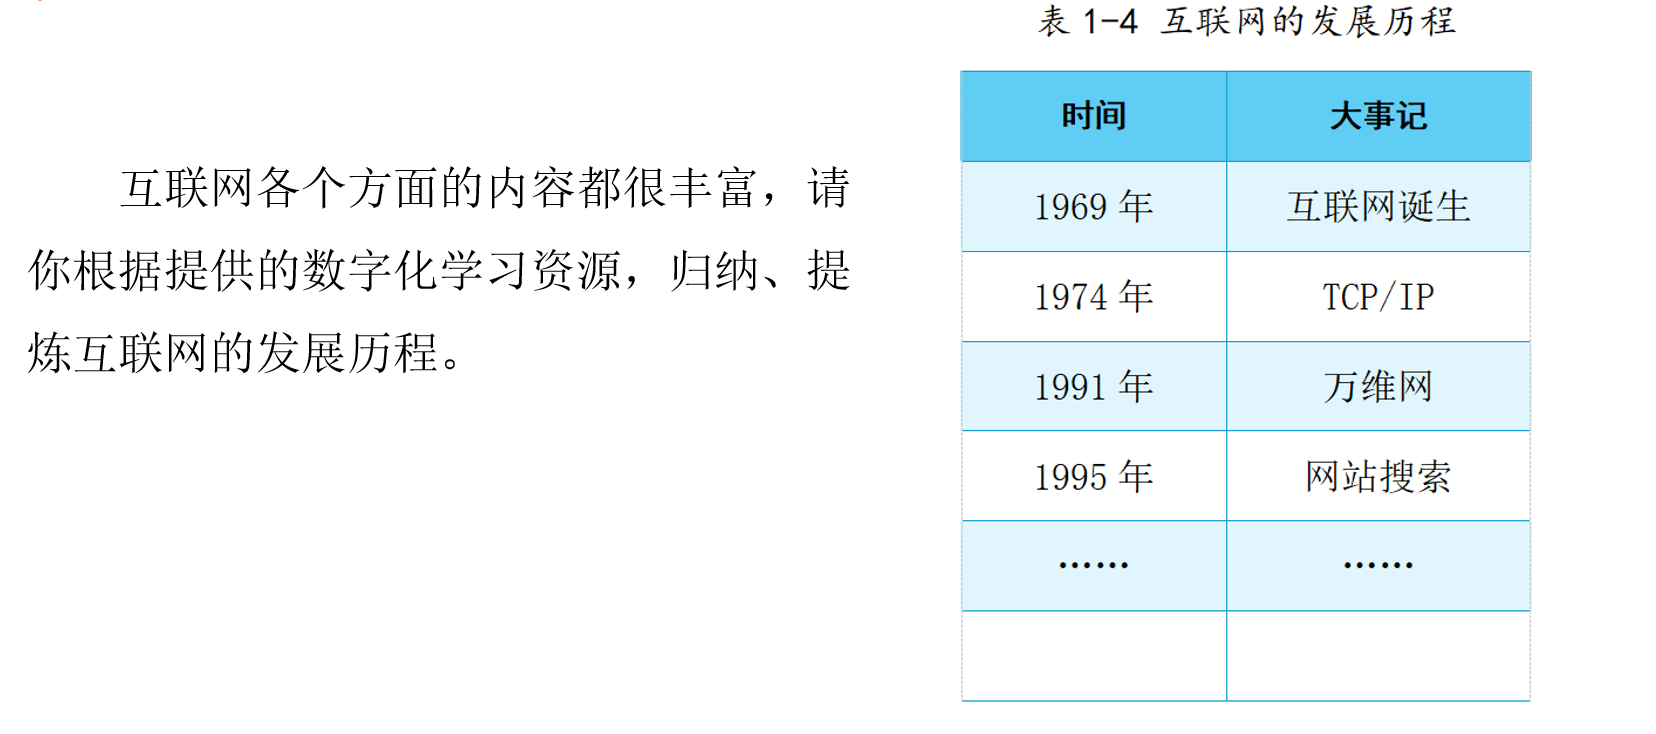 表 1-4 互联网的发展历程
互联网各个方面的内容都很丰富，请
你根据提供的数字化学习资源，归纳、提
炼互联网的发展历程。
时间 大事记
1969 年 互联网诞生
1974 年 TCP/IP
1991 年 万维网
1995 年 网站搜索
…… ……